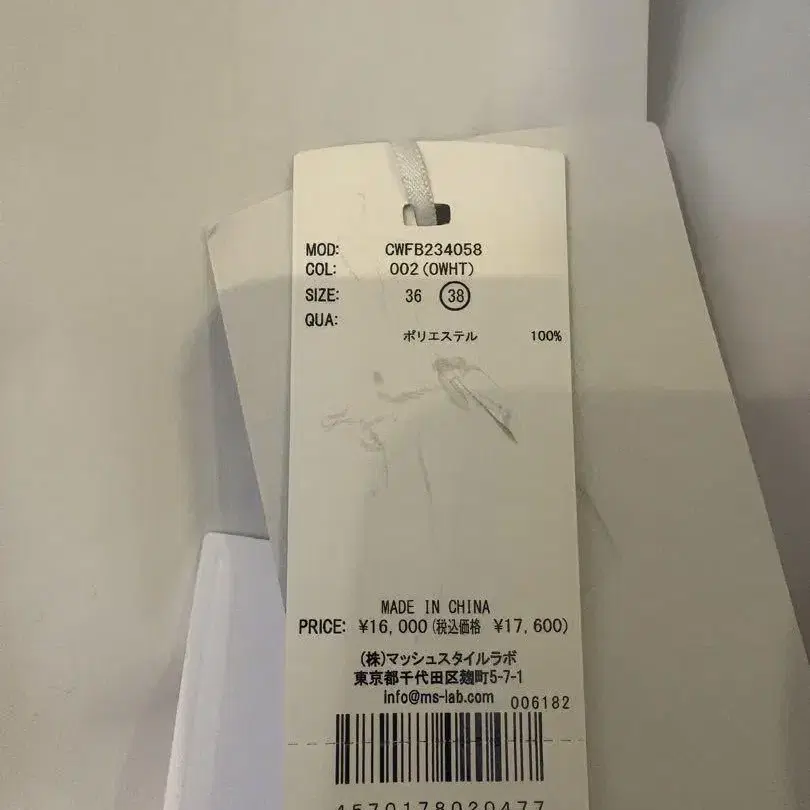 MOD: CWFB234058
COL: 002(OWHT)
SIZE: 36 38
QUA:
ポリエステル 100%
MADE IN CHINA
PRICE: ¥16,000(税込価格 ¥17,600)
(株)マッシュスタイルラボ
東京都千代田区麹町5-7-1
info@ms-lab.com 006182
4570178020477